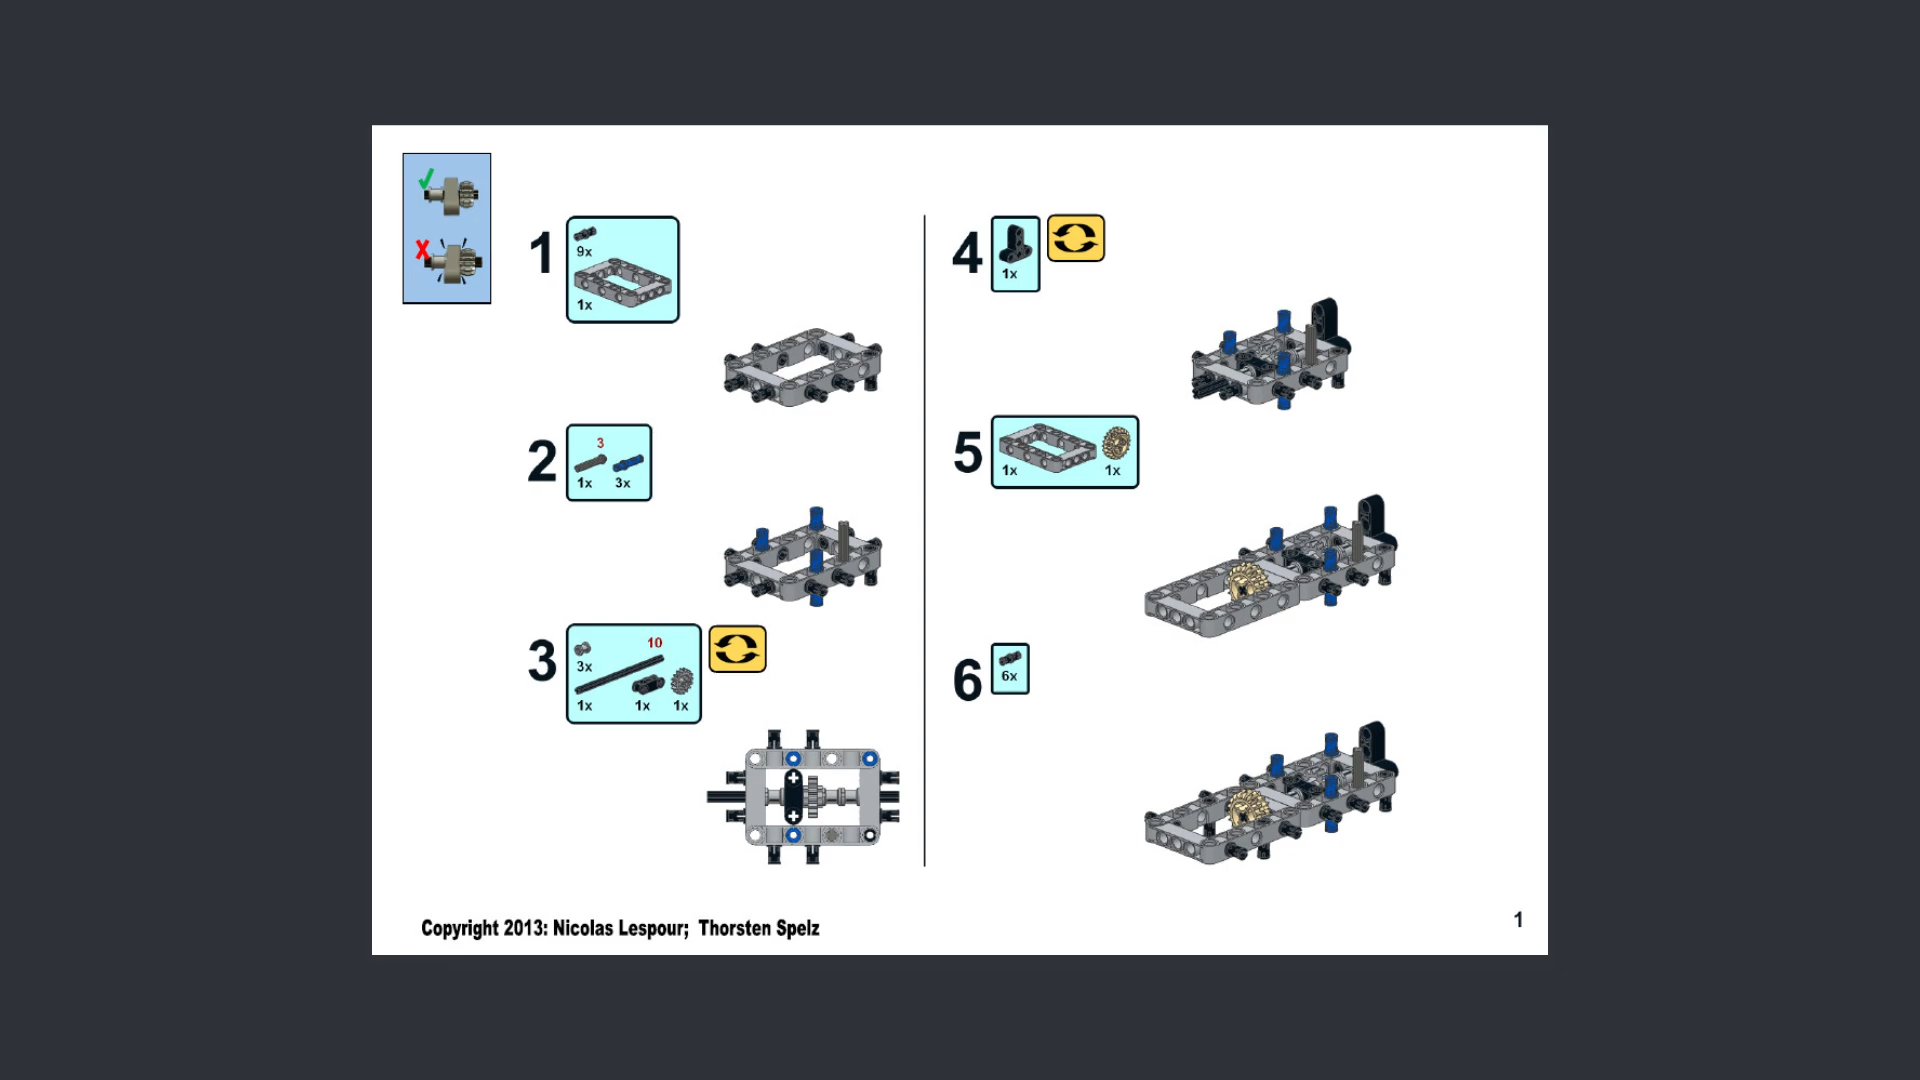 1
9x
1x
2
3
1x 3x
3
3x
10
1x 1x 1x
4
1x
5
1x 1x
6
6x
Copyright 2013: Nicolas Lespour; Thorsten Spelz
1